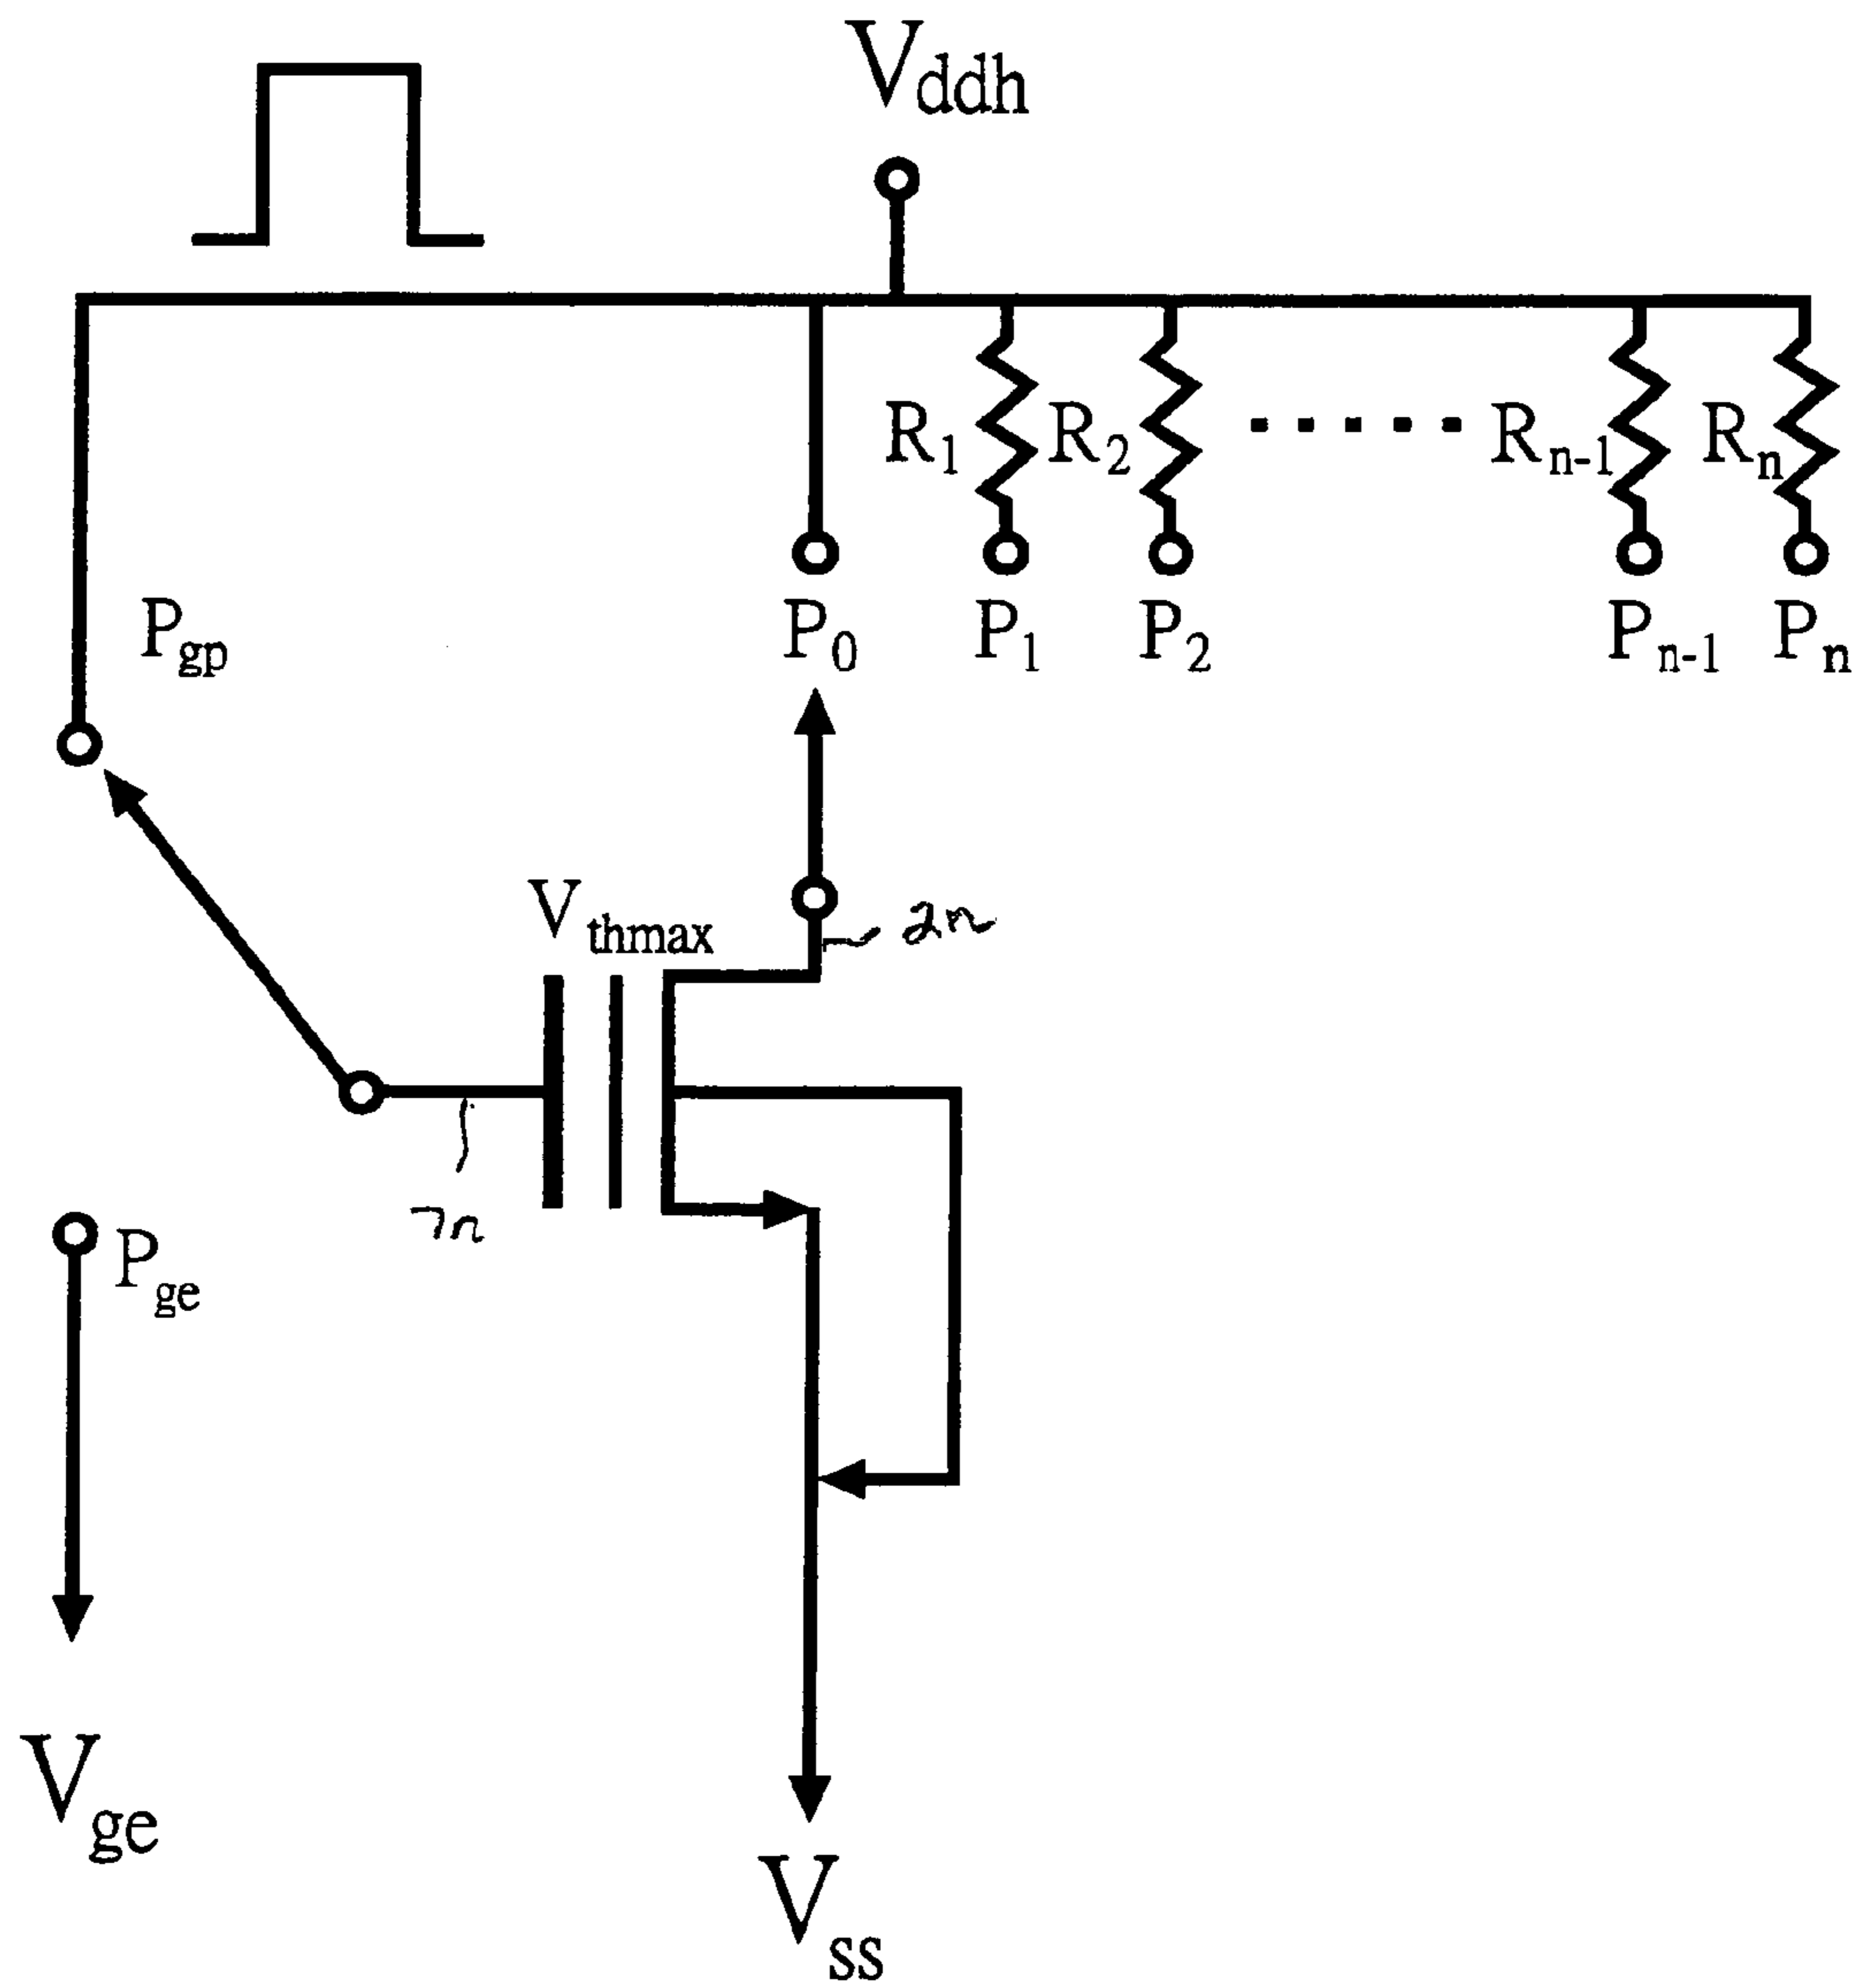 Vddh
R1 R2 Rn-1 Rn
Pgp
P0 P1 P2 Pn-1 Pn
Vthmax
2n
7n
Pge
Vge
Vss